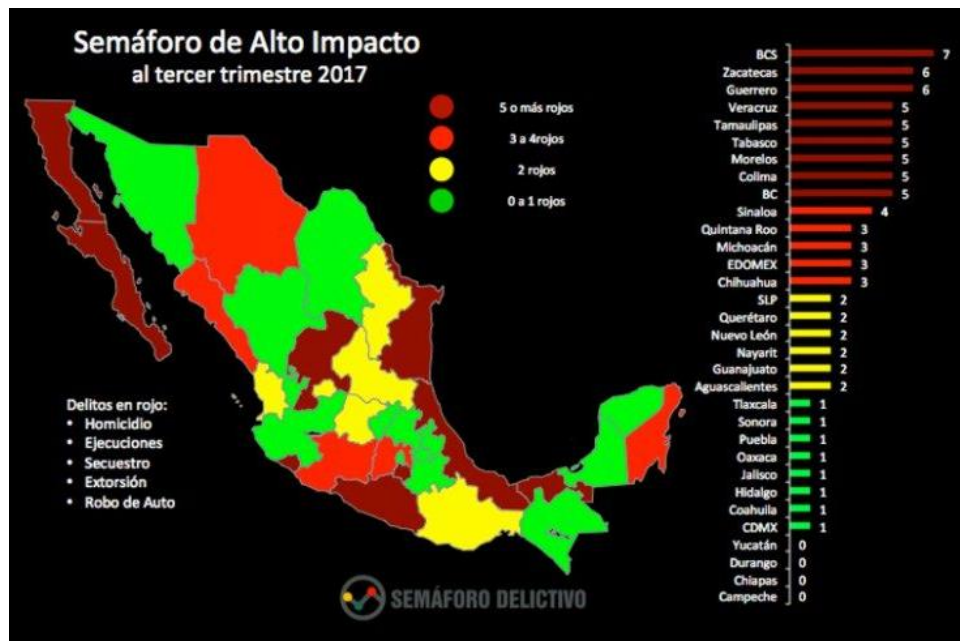 Semáforo de Alto Impacto
al tercer trimestre 2017
5 o más rojos
3 a 4rojos
2 rojos
0 a 1 rojos
Delitos en rojo:
• Homicidio
• Ejecuciones
• Secuestro
• Extorsión
• Robo de Auto
SEMÁFORO DELICTIVO
BCS 7
Zacatecas 6
Guerrero 6
Veracruz 5
Tamaulipas 5
Tabasco 5
Morelos 5
Colima 5
BC 5
Sinaloa 4
Quintana Roo 3
Michoacán 3
EDOMEX 3
Chihuahua 3
SLP 2
Querétaro 2
Nuevo León 2
Nayarit 2
Guanajuato 2
Aguascalientes 2
Tlaxcala 1
Sonora 1
Puebla 1
Oaxaca 1
Jalisco 1
Hidalgo 1
Coahuila 1
CDMX 1
Yucatán 0
Durango 0
Chiapas 0
Campeche 0